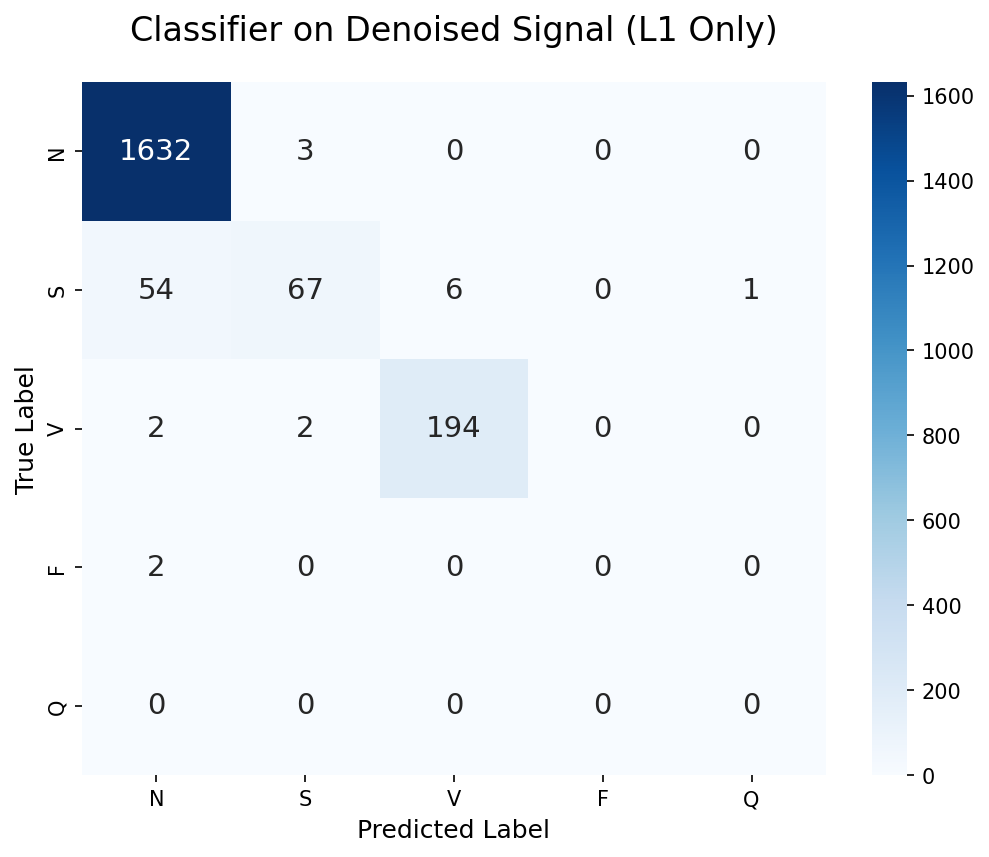 Classifier on Denoised Signal (L1 Only)
True Label
N 1632 3 0 0 0
S 54 67 6 0 1
V 2 2 194 0 0
F 2 0 0 0 0
Q 0 0 0 0 0
N S V F Q
Predicted Label
1600
1400
1200
1000
800
600
400
200
0